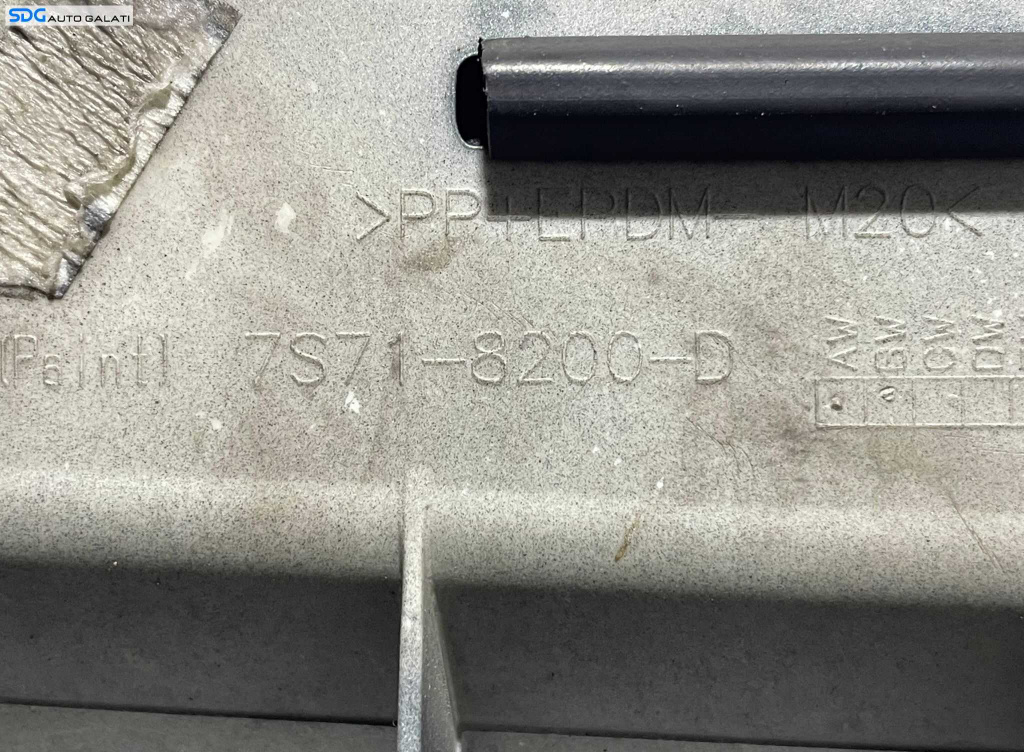 SDG AUTO GALATI
>PP+EPDM- M20<
(Paint) 7S71-8200-D
AW
GW
CW
DW